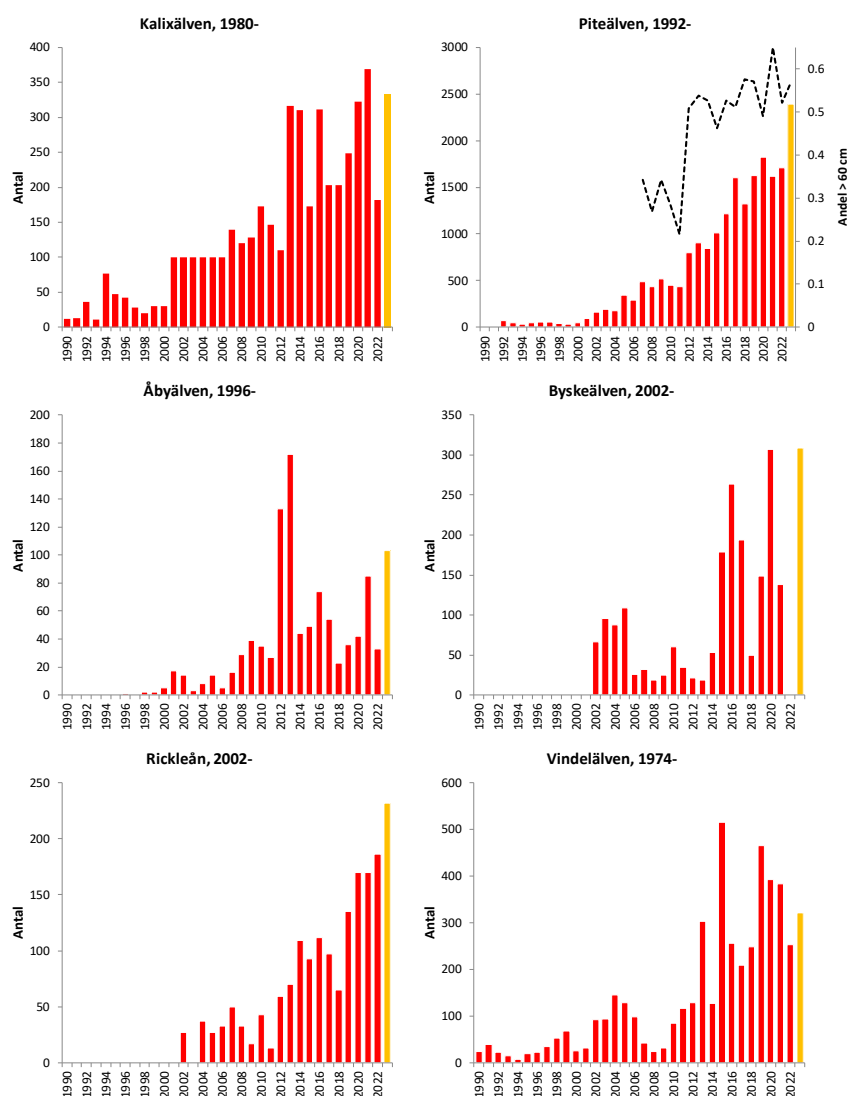 Kalixälven, 1980-
400
350
300
250
200
150
100
50
0
Antal
1990 1992 1994 1996 1998 2000 2002 2004 2006 2008 2010 2012 2014 2016 2018 2020 2022
Piteälven, 1992-
3000
2500
2000
1500
1000
500
0
Antal
0.6
0.5
0.4
0.3
0.2
0.1
0
Andel > 60 cm
1990 1992 1994 1996 1998 2000 2002 2004 2006 2008 2010 2012 2014 2016 2018 2020 2022
Åbyälven, 1996-
200
180
160
140
120
100
80
60
40
20
0
Antal
1990 1992 1994 1996 1998 2000 2002 2004 2006 2008 2010 2012 2014 2016 2018 2020 2022
Byskeälven, 2002-
350
300
250
200
150
100
50
0
Antal
1990 1992 1994 1996 1998 2000 2002 2004 2006 2008 2010 2012 2014 2016 2018 2020 2022
Rickleån, 2002-
250
200
150
100
50
0
Antal
1990 1992 1994 1996 1998 2000 2002 2004 2006 2008 2010 2012 2014 2016 2018 2020 2022
Vindelälven, 1974-
600
500
400
300
200
100
0
Antal
1990 1992 1994 1996 1998 2000 2002 2004 2006 2008 2010 2012 2014 2016 2018 2020 2022